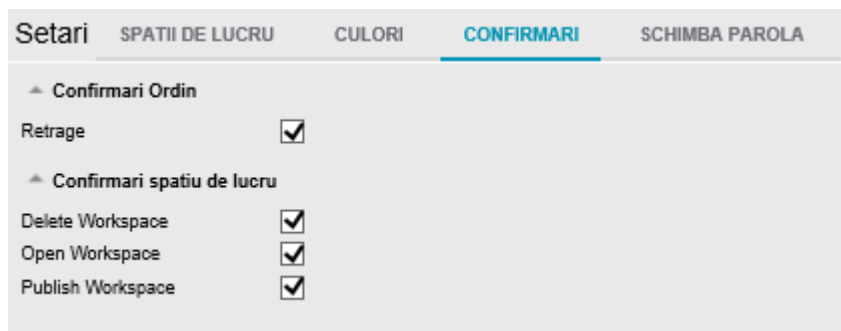 Setari SPATII DE LUCRU CULORI CONFIRMARI SCHIMBA PAROLA
Confirmari Ordin
Retrage
Confirmari spatiu de lucru
Delete Workspace
Open Workspace
Publish Workspace